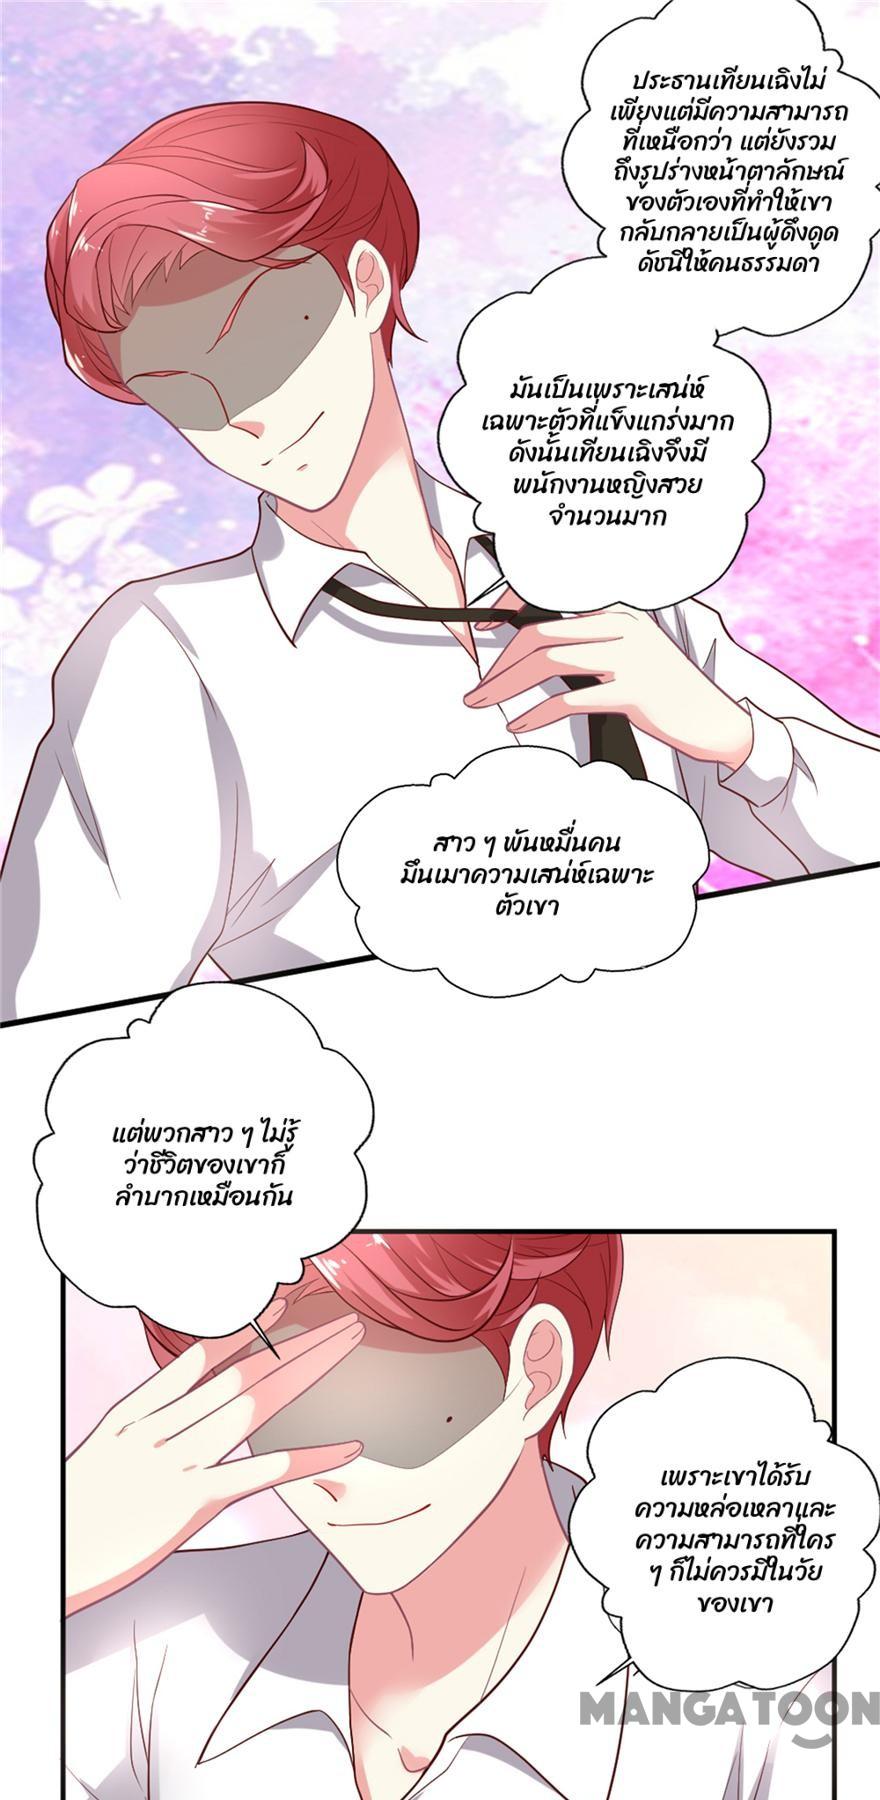 ประธานเทียนเฉิงไม่
เพียงแต่มีความสามารถ
ที่เหนือกว่า แต่ยังรวม
ถึงรูปร่างหน้าตาลักษณ์
ของตัวเองที่ทำให้เขา
กลับกลายเป็นผู้ดึงดูด
ดัชนีให้คนธรรมดา
มันเป็นเพราะเสน่ห์
เฉพาะตัวที่แข็งแกร่งมาก
ดังนั้นเทียนเฉิงจึงมี
พนักงานหญิงสวย
จำนวนมาก
สาว ๆ พันหมื่นคน
มึนเมาความเสน่ห์เฉพาะ
ตัวเขา
แต่พวกสาว ๆ ไม่รู้
ว่าชีวิตของเขาก็
ลำบากเหมือนกัน
เพราะเขาได้รับ
ความหล่อเหลาและ
ความสามารถที่ใคร
ๆ ก็ไม่ควรมีในวัย
ของเขา
MANGATOON